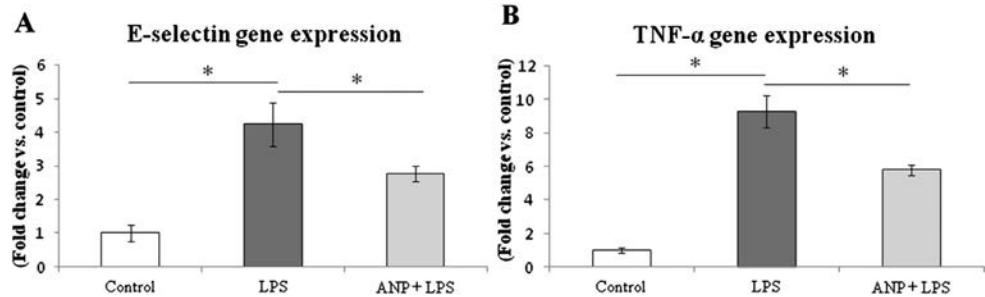 A
E-selectin gene expression
(Fold change vs. control)
6
5
4
3
2
1
0
*
*
Control
LPS
ANP + LPS
B
TNF-α gene expression
(Fold change vs. control)
12
10
8
6
4
2
0
*
*
Control
LPS
ANP + LPS